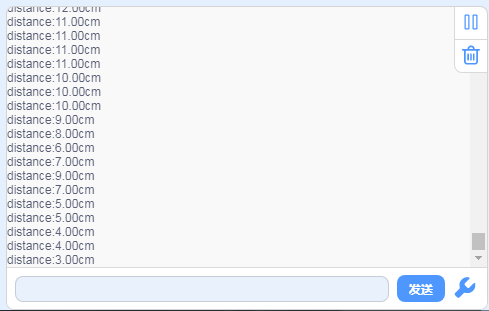 distance:12.00cm
distance:11.00cm
distance:11.00cm
distance:11.00cm
distance:11.00cm
distance:10.00cm
distance:10.00cm
distance:10.00cm
distance:9.00cm
distance:8.00cm
distance:6.00cm
distance:7.00cm
distance:9.00cm
distance:7.00cm
distance:5.00cm
distance:5.00cm
distance:4.00cm
distance:4.00cm
distance:3.00cm
发送